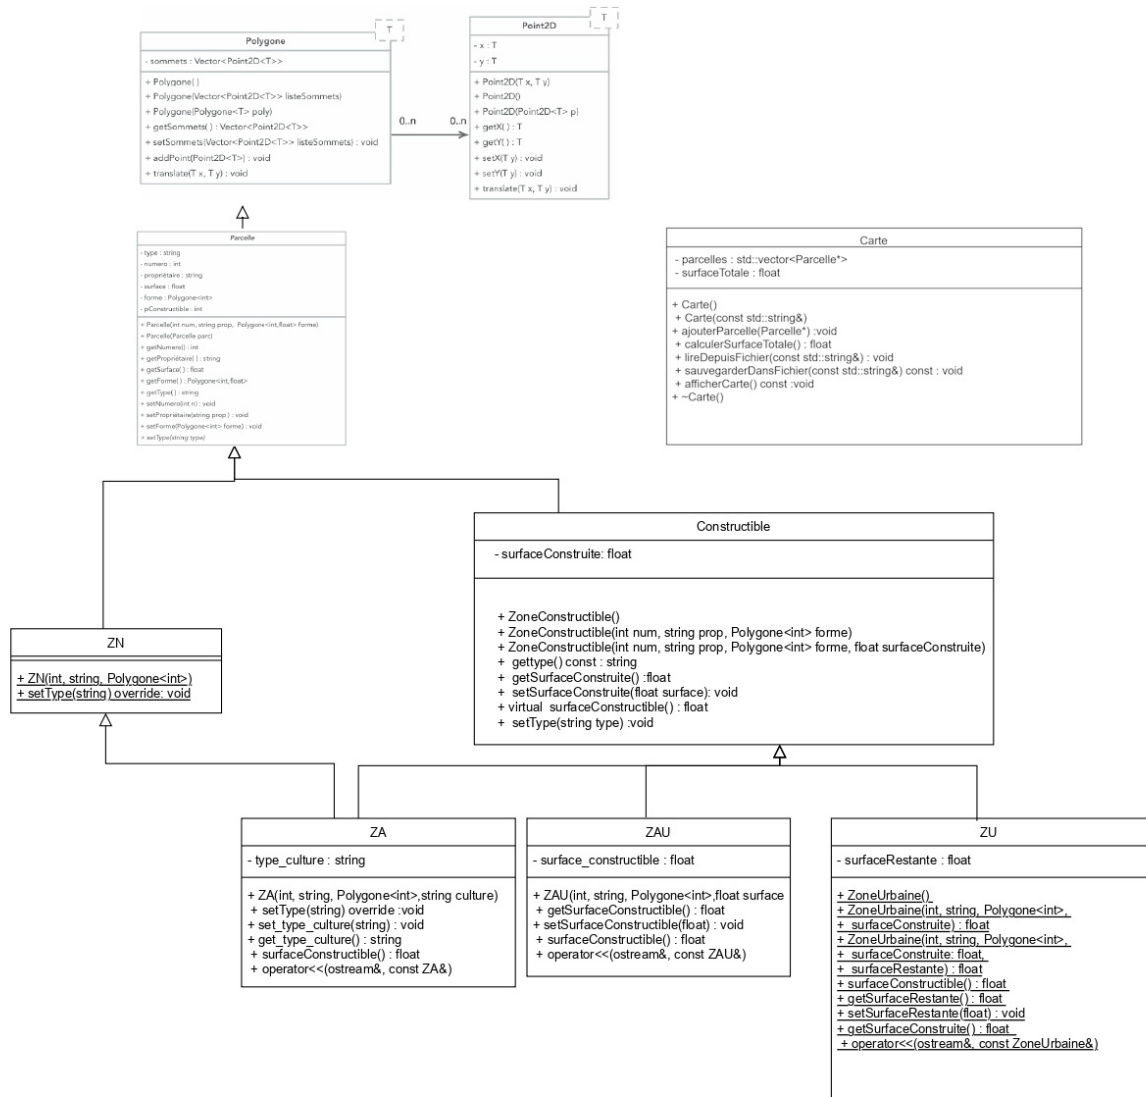 T
Polygone
- sommets : Vector<Point2D<T>>
+ Polygone( )
+ Polygone(Vector<Point2D<T>> listeSommets)
+ Polygone(Polygone<T> poly)
+ getSommets( ) : Vector<Point2D<T>>
+ setSommets(Vector<Point2D<T>> listeSommets) : void
+ addPoint(Point2D<T>) : void
+ translate(T x, T y) : void
0..n
0..n
T
Point2D
- x : T
- y : T
+ Point2D(T x, T y)
+ Point2D()
+ Point2D(Point2D<T> p)
+ getX( ) : T
+ getY( ) : T
+ setX(T y) : void
+ setY(T y) : void
+ translate(T x, T y) : void
Parcelle
- type : string
- numero : int
- propriétaire : string
- surface : float
- forme : Polygone<int>
- pConstructible : int
+ Parcelle(int num, string prop, Polygone<int,float> forme)
+ Parcelle(Parcelle parc)
+ getNumero() : int
+ getPropriétaire( ) : string
+ getSurface( ) : float
+ getForme( ) : Polygone<int,float>
+ getType( ) : string
+ setNumero(int n) : void
+ setPropriétaire(string prop ) : void
+ setForme(Polygone<int> forme) : void
+ setType(string type)
Carte
- parcelles : std::vector<Parcelle*>
- surfaceTotale : float
+ Carte()
+ Carte(const std::string&)
+ ajouterParcelle(Parcelle*) :void
+ calculerSurfaceTotale() : float
+ lireDepuisFichier(const std::string&) : void
+ sauvegarderDansFichier(const std::string&) const : void
+ afficherCarte() const :void
+ ~Carte()
Constructible
- surfaceConstruite: float
+ ZoneConstructible()
+ ZoneConstructible(int num, string prop, Polygone<int> forme)
+ ZoneConstructible(int num, string prop, Polygone<int> forme, float surfaceConstruite)
+ gettype() const : string
+ getSurfaceConstruite() :float
+ setSurfaceConstruite(float surface): void
+ virtual surfaceConstructible() : float
+ setType(string type) :void
ZN
+ ZN(int, string, Polygone<int>)
+ setType(string) override: void
ZA
- type_culture : string
+ ZA(int, string, Polygone<int>,string culture)
+ setType(string) override :void
+ set_type_culture(string) : void
+ get_type_culture() : string
+ surfaceConstructible() : float
+ operator<<(ostream&, const ZA&)
ZAU
- surface_constructible : float
+ ZAU(int, string, Polygone<int>,float surface
+ getSurfaceConstructible() : float
+ setSurfaceConstructible(float) : void
+ surfaceConstructible() : float
+ operator<<(ostream&, const ZAU&)
ZU
- surfaceRestante : float
+ ZoneUrbaine()
+ ZoneUrbaine(int, string, Polygone<int>,
+ surfaceConstruite) : float
+ ZoneUrbaine(int, string, Polygone<int>,
+ surfaceConstruite: float,
+ surfaceRestante) : float
+ surfaceConstructible() : float
+ getSurfaceRestante() : float
+ setSurfaceRestante(float) : void
+ getSurfaceConstruite() : float
+ operator<<(ostream&, const ZoneUrbaine&)